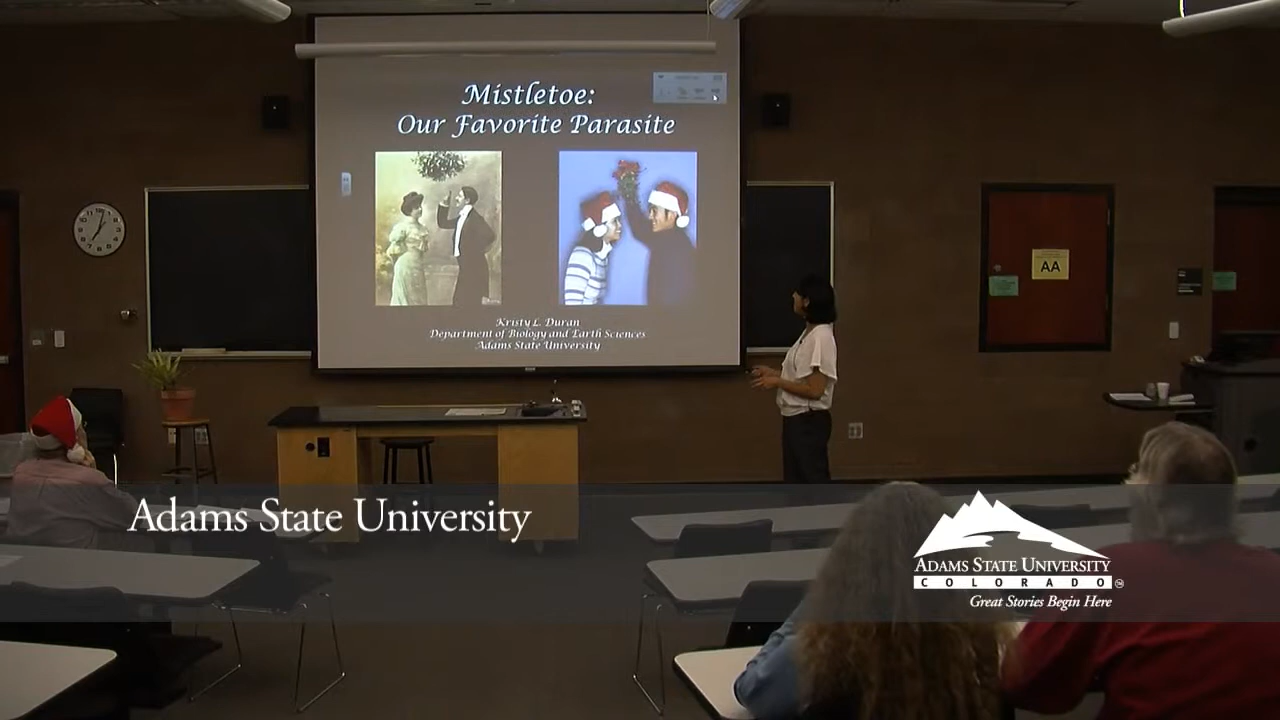 Mistletoe:
Our Favorite Parasite
Kristy L. Duran
Department of Biology and Earth Sciences
Adams State University
AA
Adams State University
ADAMS STATE UNIVERSITY
COLORADO
Great Stories Begin Here